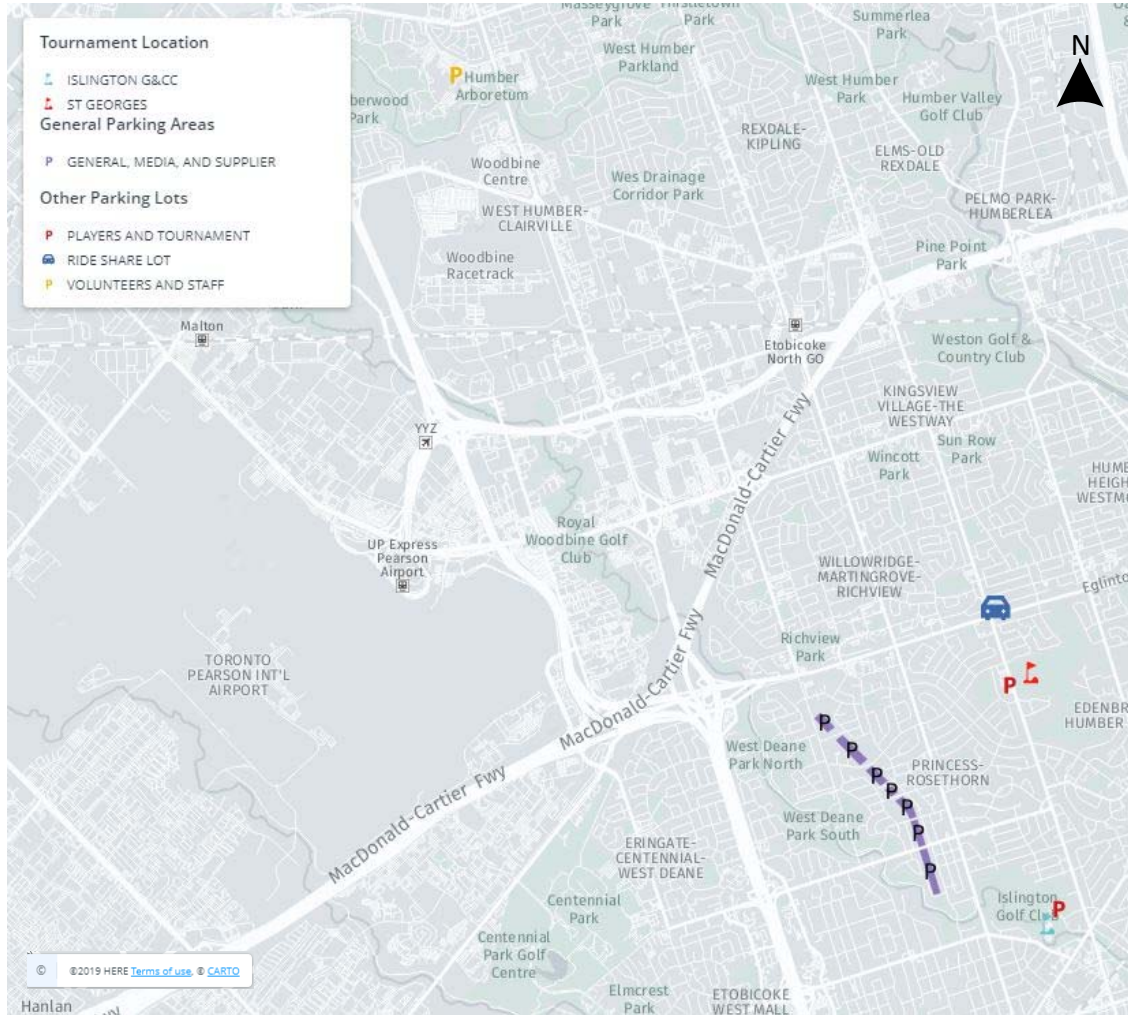 Tournament Location
ISLINGTON G&CC
ST GEORGES
General Parking Areas
P GENERAL, MEDIA, AND SUPPLIER
Other Parking Lots
P PLAYERS AND TOURNAMENT
RIDE SHARE LOT
P VOLUNTEERS AND STAFF
Park
Summerlea
Park
N
West Humber
Parkland
P Humber
Arboretum
Park
West Humber
Park
Humber Valley
Golf Club
REXDALE-
KIPLING
ELMS-OLD
REXDALE
Woodbine
Centre
Wes Drainage
Corridor Park
PELMO PARK-
HUMBERLEA
WEST HUMBER-
CLAIRVILLE
Pine Point
Park
Woodbine
Racetrack
Malton
Etobicoke
North GO
Weston Golf &
Country Club
KINGSVIEW
VILLAGE-THE
WESTWAY
MacDonald-Cartier Fwy
YYZ
Sun Row
Park
Wincott
Park
HUMB
HEIGH
WESTMO
Royal
Woodbine Golf
Club
UP Express
Pearson
Airport
WILLOWRIDGE-
MARTINGROVE-
RICHVIEW
Eglinto
Richview
Park
MacDonald-Cartier Fwy
TORONTO
PEARSON INT'L
AIRPORT
P
EDENBR
HUMBER
P
P
P
P
P
P
P
West Deane
Park North
PRINCESS-
ROSETHORN
MacDonald-Cartier Fwy
West Deane
Park South
ERINGATE-
CENTENNIAL-
WEST DEANE
Centennial
Park
Islington
Golf Club
P
Centennial
Park Golf
Centre
© ©2019 HERE Terms of use, © CARTO
Hanlan
Elmcrest
Park
ETOBICOKE
WEST MALL